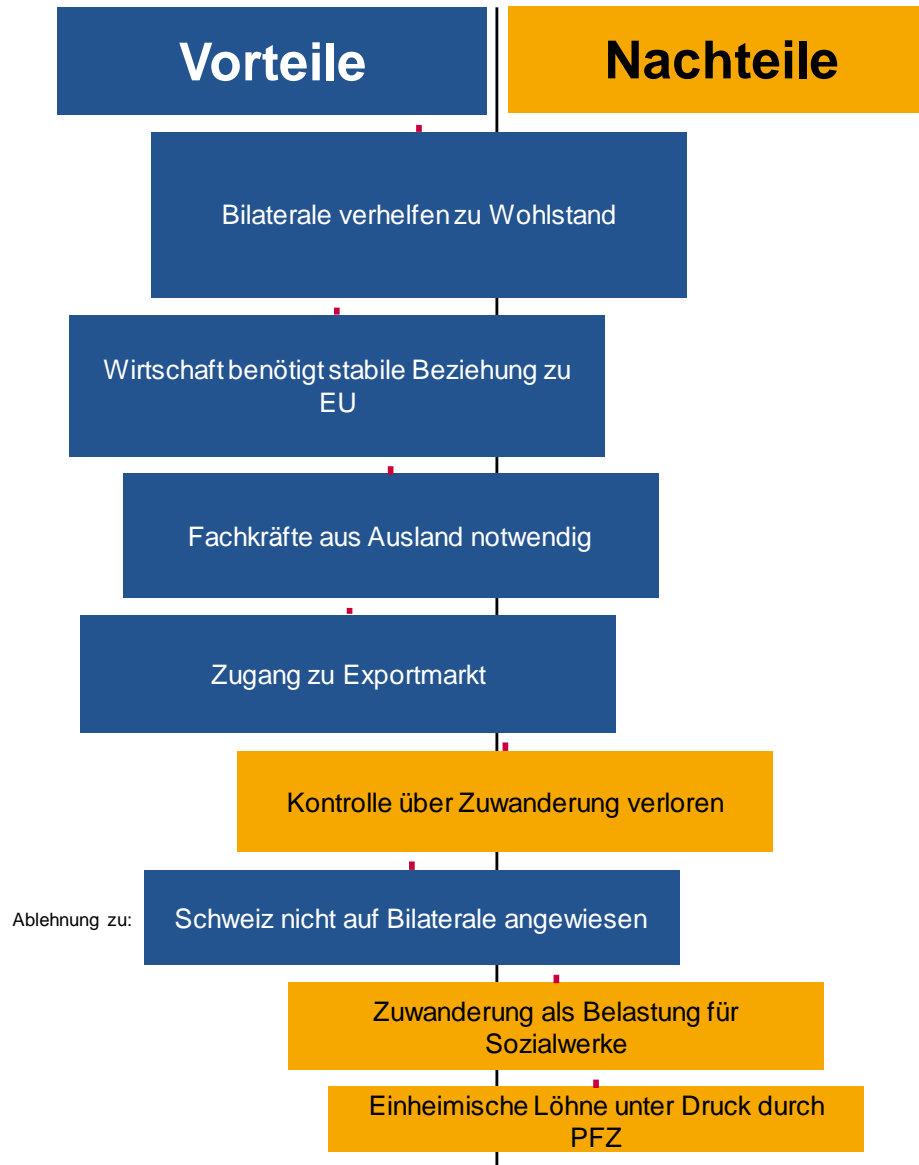 Vorteile
Nachteile
Bilaterale verhelfen zu Wohlstand
Wirtschaft benötigt stabile Beziehung zu
EU
Fachkräfte aus Ausland notwendig
Zugang zu Exportmarkt
Kontrolle über Zuwanderung verloren
Ablehnung zu:
Schweiz nicht auf Bilaterale angewiesen
Zuwanderung als Belastung für
Sozialwerke
Einheimische Löhne unter Druck durch
PFZ